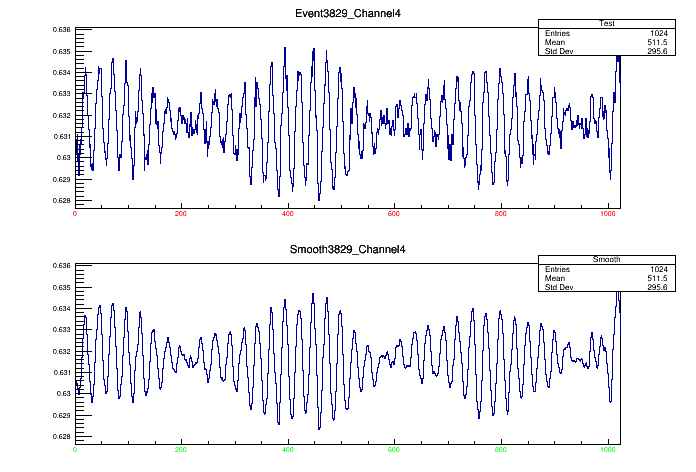 Event3829_Channel4
Test
Entries 1024
Mean 511.5
Std Dev 295.6
0.636
0.635
0.634
0.633
0.632
0.631
0.63
0.629
0.628
0 200 400 600 800 1000
Smooth3829_Channel4
Smooth
Entries 1024
Mean 511.5
Std Dev 295.6
0.636
0.635
0.634
0.633
0.632
0.631
0.63
0.629
0.628
0 200 400 600 800 1000